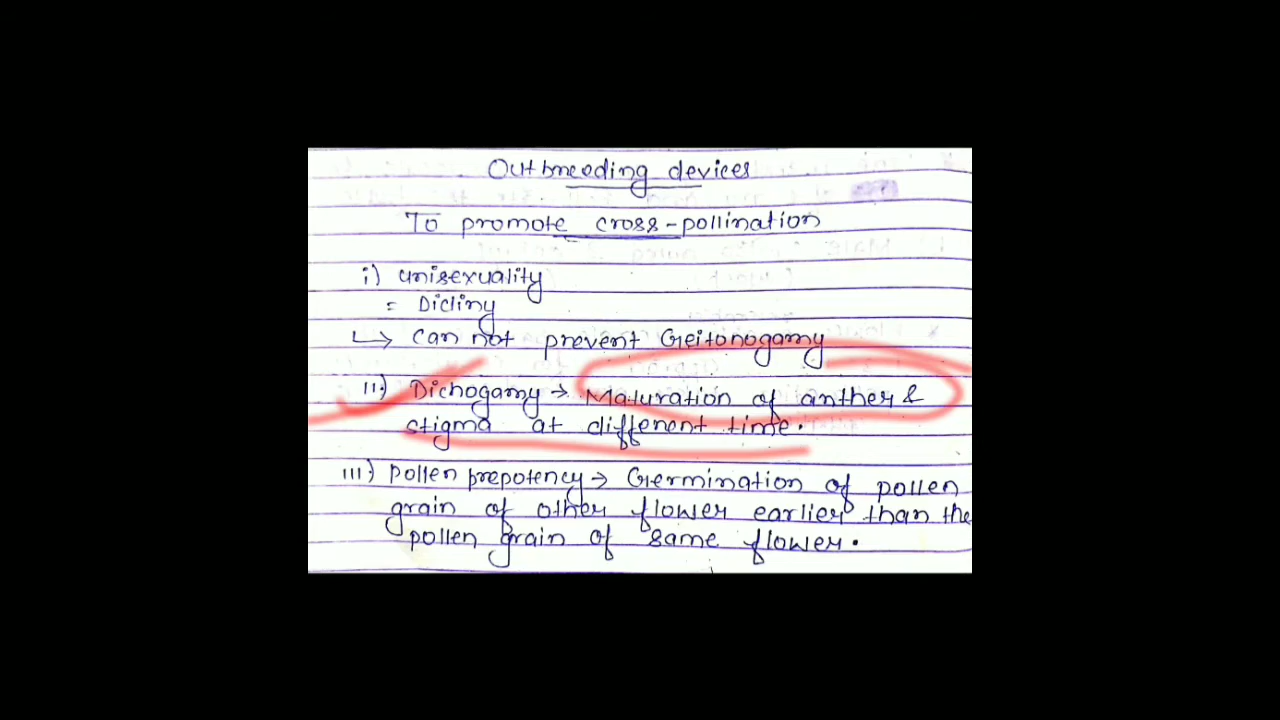 Outbreeding devices
To promote cross-pollination
i) unisexuality
= Dicliny
↳ can not prevent Geitonogamy
ii) Dichogamy → Maturation of anther &
stigma at different time.
iii) pollen prepotency → Germination of pollen
grain of other flower earlier than the
pollen grain of same flower.